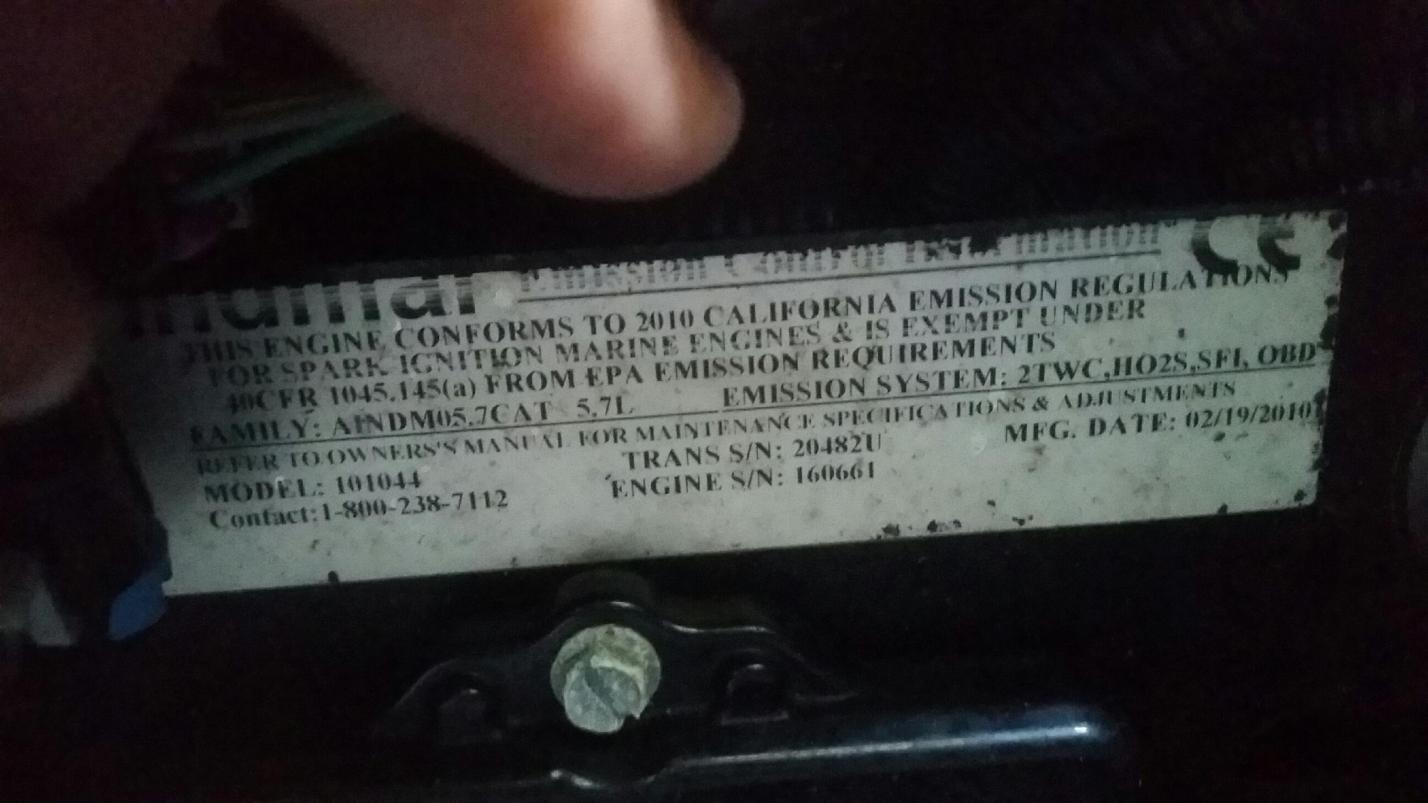 indmar Emission Control Information CE
THIS ENGINE CONFORMS TO 2010 CALIFORNIA EMISSION REGULATIONS
FOR SPARK IGNITION MARINE ENGINES & IS EXEMPT UNDER
40CFR 1045.145(a) FROM EPA EMISSION REQUIREMENTS
FAMILY: AINDM05.7CAT 5.7L EMISSION SYSTEM: 2TWC,HO2S,SFI, OBD
REFER TO OWNERS'S MANUAL FOR MAINTENANCE SPECIFICATIONS & ADJUSTMENTS
MODEL: 101044 TRANS S/N: 20482U MFG. DATE: 02/19/2010
Contact:1-800-238-7112 ENGINE S/N: 160661